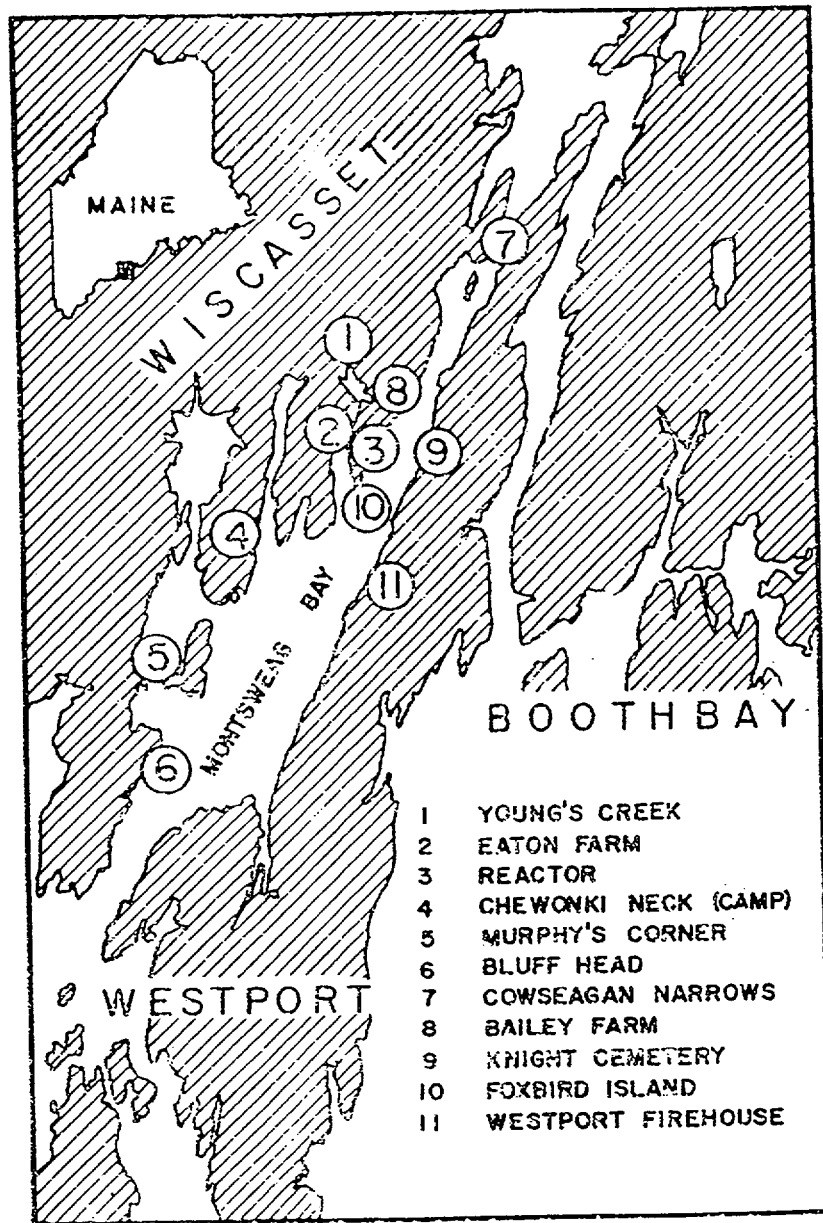 MAINE
WISCASSET
7
1
8
2
3
9
10
4
11
5
6
MONTSWEAG BAY
BOOTHBAY
WESTPORT
1 YOUNG'S CREEK
2 EATON FARM
3 REACTOR
4 CHEWONKI NECK (CAMP)
5 MURPHY'S CORNER
6 BLUFF HEAD
7 COWSEAGAN NARROWS
8 BAILEY FARM
9 KNIGHT CEMETERY
10 FOXBIRD ISLAND
11 WESTPORT FIREHOUSE